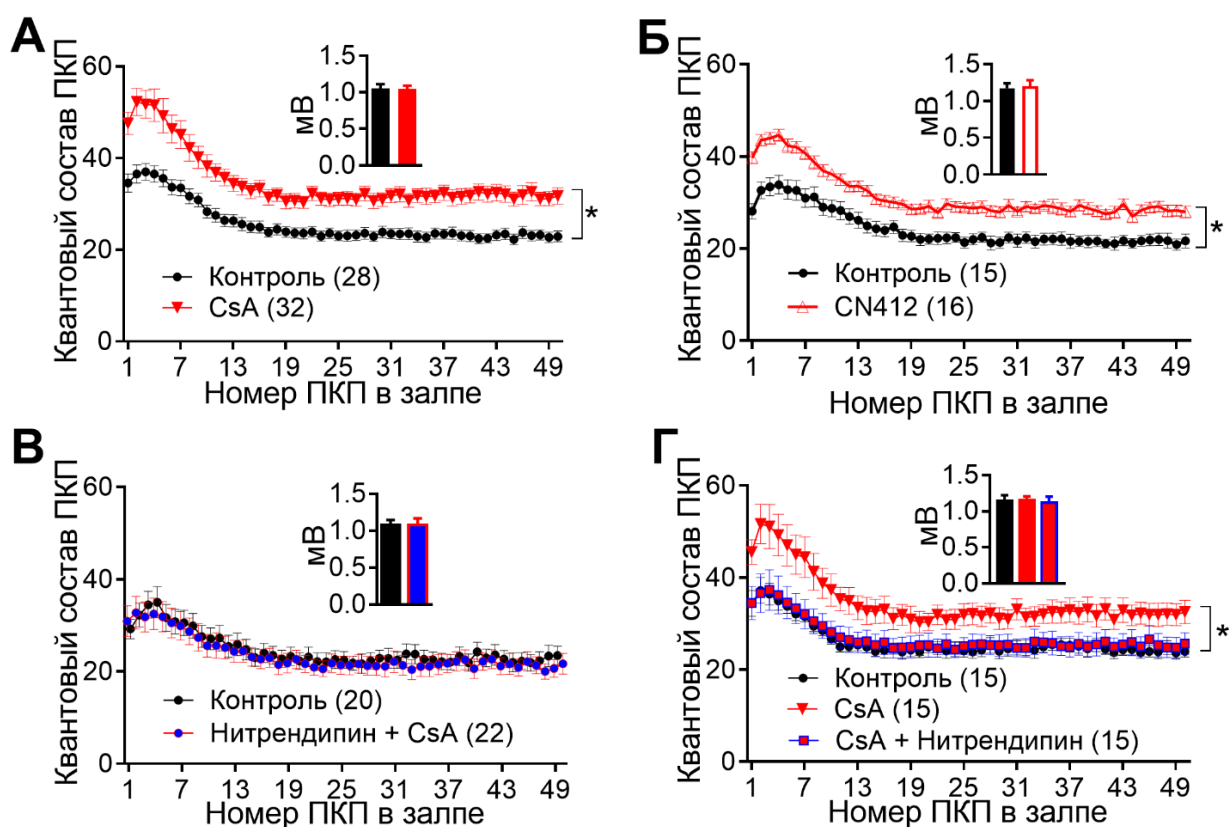 А
Квантовый состав ПКП
60
40
20
0
1 7 13 19 25 31 37 43 49
Номер ПКП в залпе
мВ
1.5
1.0
0.5
0.0
*
Контроль (28)
CsA (32)
Б
Квантовый состав ПКП
60
40
20
0
1 7 13 19 25 31 37 43 49
Номер ПКП в залпе
мВ
1.5
1.0
0.5
0.0
*
Контроль (15)
CN412 (16)
В
Квантовый состав ПКП
60
40
20
0
1 7 13 19 25 31 37 43 49
Номер ПКП в залпе
мВ
1.5
1.0
0.5
0.0
Контроль (20)
Нитрендипин + CsA (22)
Г
Квантовый состав ПКП
60
40
20
0
1 7 13 19 25 31 37 43 49
Номер ПКП в залпе
мВ
1.5
1.0
0.5
0.0
*
Контроль (15)
CsA (15)
CsA + Нитрендипин (15)